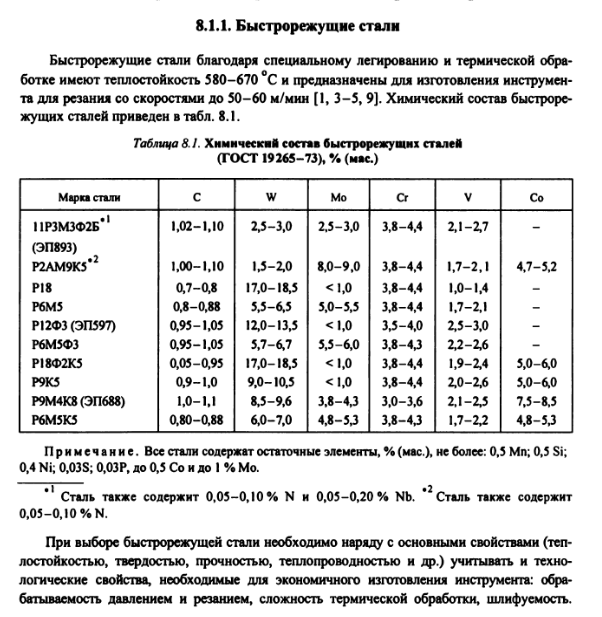 8.1.1. Быстрорежущие стали
Быстрорежущие стали благодаря специальному легированию и термической обра-
ботке имеют теплостойкость 580–670 °С и предназначены для изготовления инструмен-
та для резания со скоростями до 50–60 м/мин [1, 3–5, 9]. Химический состав быстроре-
жущих сталей приведен в табл. 8.1.
Таблица 8.1. Химический состав быстрорежущих сталей
(ГОСТ 19265–73), % (мас.)
Марка стали C W Mo Cr V Co
11Р3М3Ф2Б*1 1,02–1,10 2,5–3,0 2,5–3,0 3,8–4,4 2,1–2,7 –
(ЭП893)
Р2АМ9К5*2 1,00–1,10 1,5–2,0 8,0–9,0 3,8–4,4 1,7–2,1 4,7–5,2
Р18 0,7–0,8 17,0–18,5 <1,0 3,8–4,4 1,0–1,4 –
Р6М5 0,8–0,88 5,5–6,5 5,0–5,5 3,8–4,4 1,7–2,1 –
Р12Ф3 (ЭП597) 0,95–1,05 12,0–13,5 <1,0 3,5–4,0 2,5–3,0 –
Р6М5Ф3 0,95–1,05 5,7–6,7 5,5–6,0 3,8–4,3 2,2–2,6 –
Р18Ф2К5 0,05–0,95 17,0–18,5 <1,0 3,8–4,4 1,9–2,4 5,0–6,0
Р9К5 0,9–1,0 9,0–10,5 <1,0 3,8–4,4 2,0–2,6 5,0–6,0
Р9М4К8 (ЭП688) 1,0–1,1 8,5–9,6 3,8–4,3 3,0–3,6 2,1–2,5 7,5–8,5
Р6М5К5 0,80–0,88 6,0–7,0 4,8–5,3 3,8–4,3 1,7–2,2 4,8–5,3
Примечание. Все стали содержат остаточные элементы, % (мас.), не более: 0,5 Mn; 0,5 Si;
0,4 Ni; 0,03S; 0,03P, до 0,5 Co и до 1 % Mo.
*1 Сталь также содержит 0,05–0,10 % N и 0,05–0,20 % Nb. *2 Сталь также содержит
0,05–0,10 % N.
При выборе быстрорежущей стали необходимо наряду с основными свойствами (теп-
лостойкостью, твердостью, прочностью, теплопроводностью и др.) учитывать и техно-
логические свойства, необходимые для экономичного изготовления инструмента: обра-
батываемость давлением и резанием, сложность термической обработки, шлифуемость.